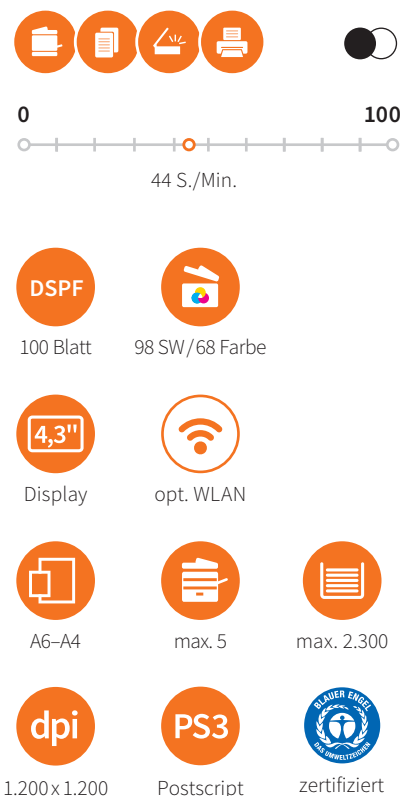 0 100
44 S./Min.
DSPF
100 Blatt 98 SW/68 Farbe
4,3"
Display opt. WLAN
A6–A4 max. 5 max. 2.300
dpi PS3 BLAUER ENGEL DAS UMWELTZEICHEN
1.200 x 1.200 Postscript zertifiziert